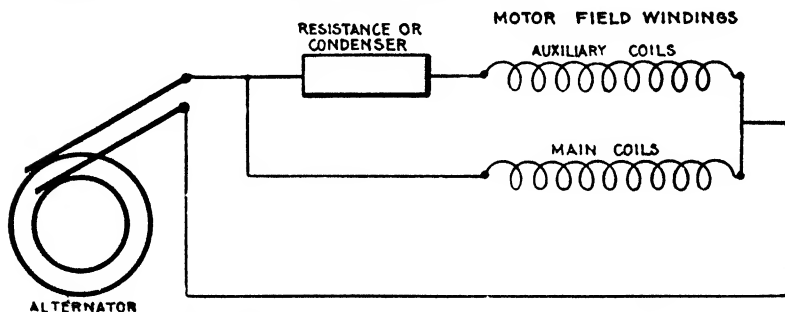 MOTOR FIELD WINDINGS
RESISTANCE OR
CONDENSER
AUXILIARY COILS
MAIN COILS
ALTERNATOR